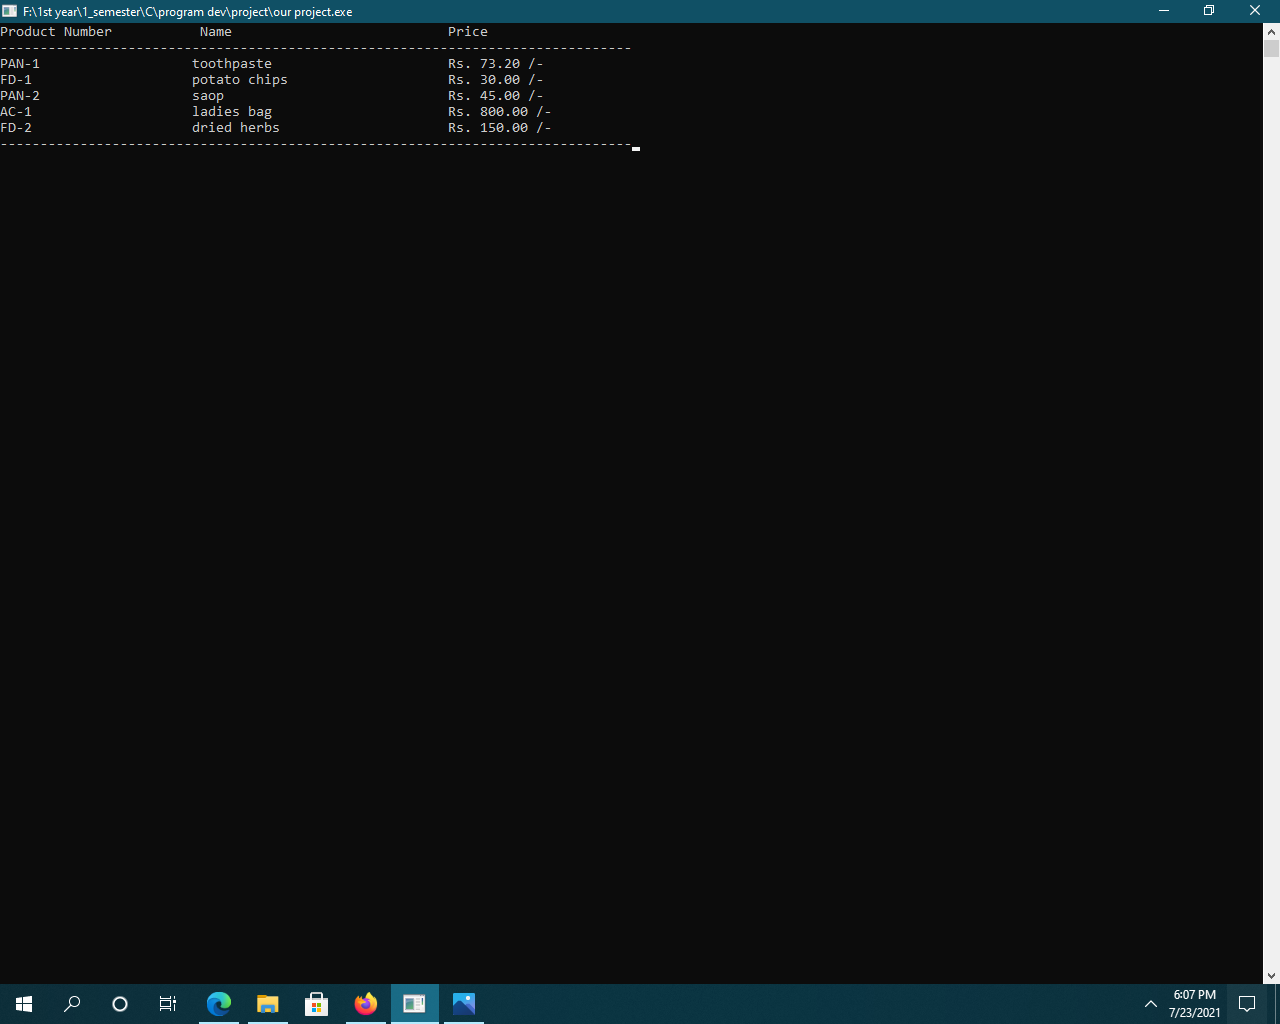 F:\1st year\1_semester\C\program dev\project\our project.exe
Product Number Name Price
-------------------------------------------------------------------------------
PAN-1 toothpaste Rs. 73.20 /-
FD-1 potato chips Rs. 30.00 /-
PAN-2 saop Rs. 45.00 /-
AC-1 ladies bag Rs. 800.00 /-
FD-2 dried herbs Rs. 150.00 /-
-------------------------------------------------------------------------------
6:07 PM
7/23/2021